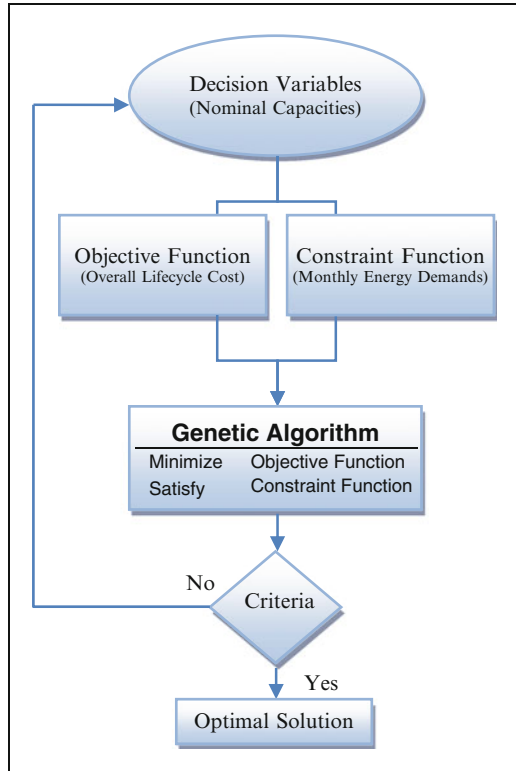 Decision Variables
(Nominal Capacities)
Objective Function
(Overall Lifecycle Cost)
Constraint Function
(Monthly Energy Demands)
Genetic Algorithm
Minimize Objective Function
Satisfy Constraint Function
No
Criteria
Yes
Optimal Solution